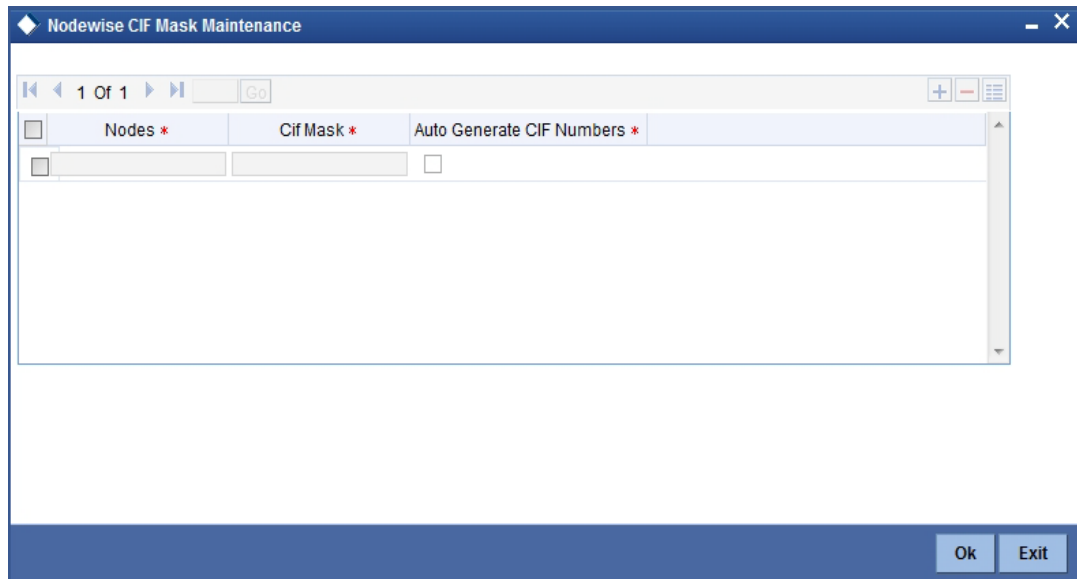 Nodewise CIF Mask Maintenance
1 Of 1 Go
Nodes * Cif Mask * Auto Generate CIF Numbers *
Ok Exit